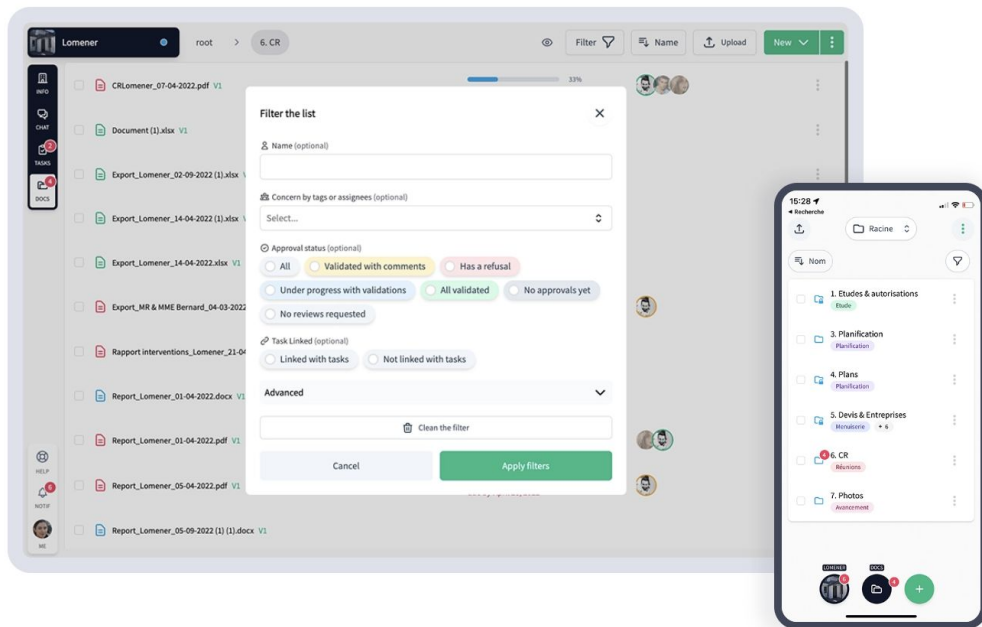 Lomener
root > 6. CR
Filter
Name
Upload
New
INFO
CHAT
2
TASKS
4
DOCS
CRLomener_07-04-2022.pdf V1
33%
Document (1).xlsx V1
Export_Lomener_02-09-2022 (1).xlsx
Export_Lomener_14-04-2022 (1).xlsx
Export_Lomener_14-04-2022.xlsx V1
Export_MR & MME Bernard_04-03-2022
Rapport interventions_Lomener_21-04
Report_Lomener_01-04-2022.docx V1
Report_Lomener_01-04-2022.pdf V1
Report_Lomener_05-04-2022.pdf V1
Report_Lomener_05-09-2022 (1) (1).docx V1
HELP
6
NOTIF
ME
Filter the list
Name (optional)
Concern by tags or assignees (optional)
Select...
Approval status (optional)
All
Validated with comments
Has a refusal
Under progress with validations
All validated
No approvals yet
No reviews requested
Task Linked (optional)
Linked with tasks
Not linked with tasks
Advanced
Clean the filter
Cancel
Apply filters
15:28
Recherche
Racine
Nom
1. Etudes & autorisations
Etude
3. Planification
Planification
4. Plans
Planification
5. Devis & Entreprises
Menuiserie + 6
4
6. CR
Réunions
7. Photos
Avancement
LOMENER
6
DOCS
4